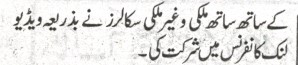 کے ساتھ ساتھ ملکی و غیر ملکی سکالرز نے بذریعہ ویڈیو
لنک کانفرنس میں شرکت کی۔